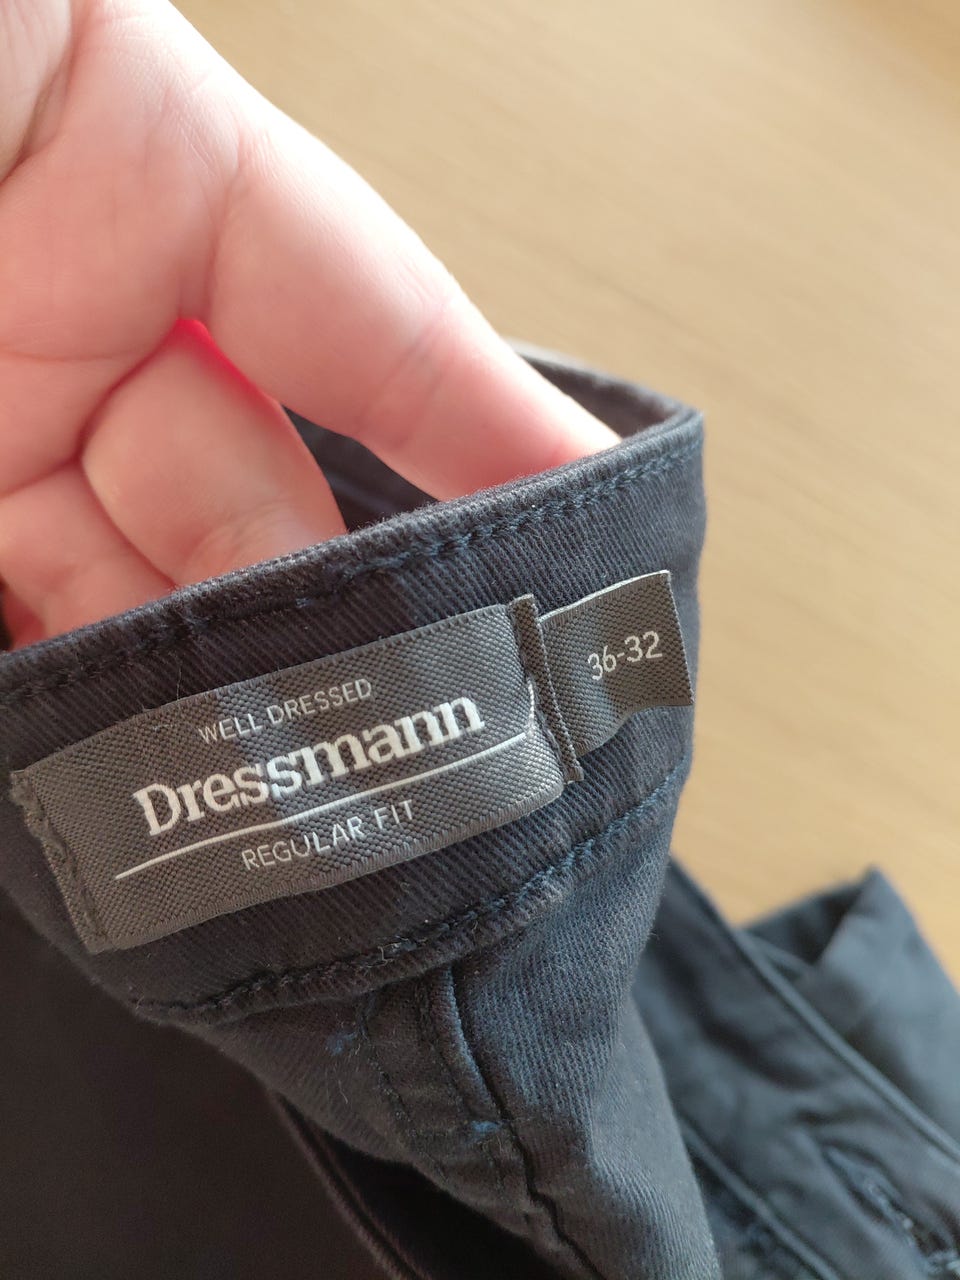 WELL DRESSED
Dressmann
REGULAR FIT
36-32